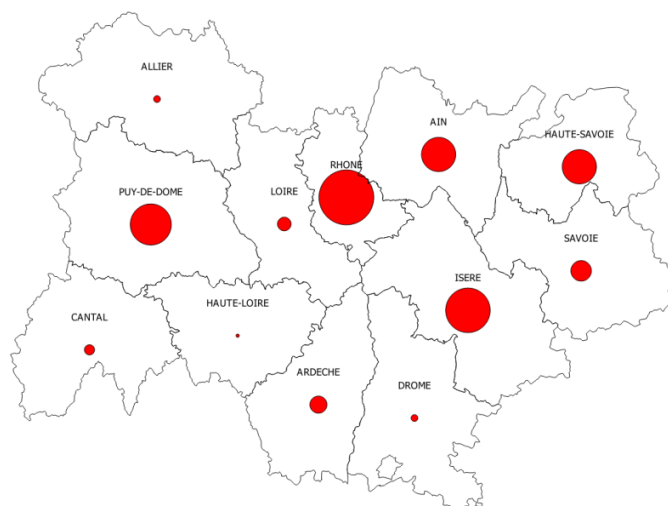 ALLIER
AIN
HAUTE-SAVOIE
RHONE
PUY-DE-DOME
LOIRE
SAVOIE
ISERE
HAUTE-LOIRE
CANTAL
ARDECHE
DROME